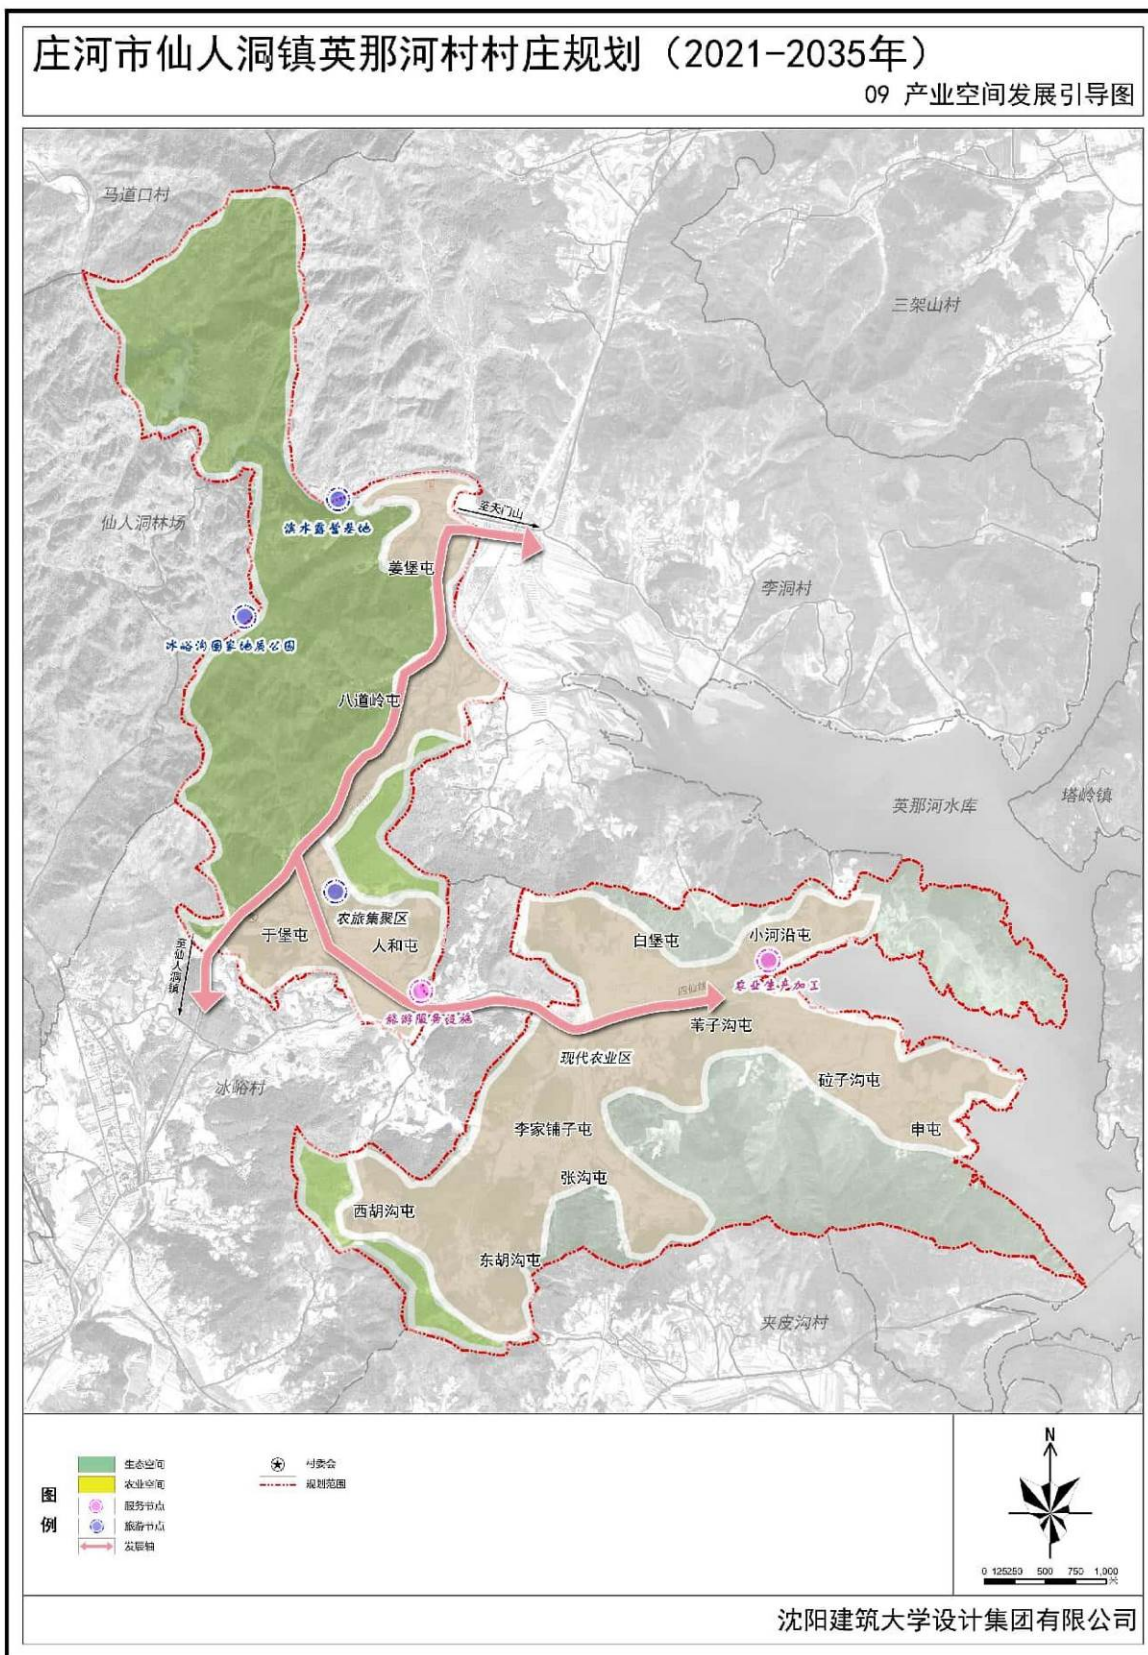 庄河市仙人洞镇英那河村村庄规划（2021-2035年）
09 产业空间发展引导图
马道口村
三架山村
仙人洞林场
滨水露营基地
至天门山
姜堡屯
李洞村
冰峪沟国家地质公园
八道岭屯
英那河水库
塔岭镇
农旅集聚区
于堡屯
人和屯
白堡屯
小河沿屯
至仙人洞镇
农业生产加工
旅游服务设施
苇子沟屯
现代农业区
冰峪村
砬子沟屯
李家铺子屯
申屯
张沟屯
西胡沟屯
东胡沟屯
夹皮沟村
图例
生态空间
农业空间
服务节点
旅游节点
发展轴
村委会
规划范围
N
0 125250 500 750 1,000
米
沈阳建筑大学设计集团有限公司